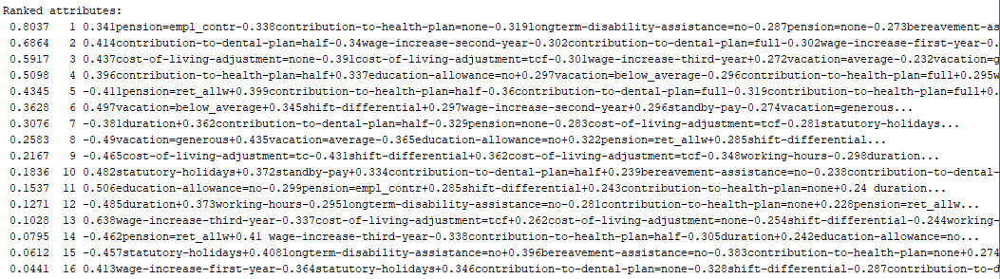 Ranked attributes:
0.8037 1 0.341pension=empl_contr-0.338contribution-to-health-plan=none-0.319longterm-disability-assistance=no-0.287pension=none-0.273bereavement-as
0.6864 2 0.414contribution-to-dental-plan=half-0.34wage-increase-second-year-0.302contribution-to-dental-plan=full-0.302wage-increase-first-year-0.
0.5917 3 0.437cost-of-living-adjustment=none-0.391cost-of-living-adjustment=tcf-0.301wage-increase-third-year+0.272vacation=average-0.232vacation=g
0.5098 4 0.396contribution-to-health-plan=half+0.337education-allowance=no+0.297vacation=below_average-0.296contribution-to-health-plan=full+0.295w
0.4345 5 -0.411pension=ret_allw+0.399contribution-to-health-plan=half-0.36contribution-to-dental-plan=full-0.319contribution-to-health-plan=full+0.
0.3628 6 0.497vacation=below_average+0.345shift-differential+0.297wage-increase-second-year+0.296standby-pay-0.274vacation=generous...
0.3076 7 -0.381duration+0.362contribution-to-dental-plan=half-0.329pension=none-0.283cost-of-living-adjustment=tcf-0.281statutory-holidays...
0.2583 8 -0.49vacation=generous+0.435vacation=average-0.365education-allowance=no+0.322pension=ret_allw+0.285shift-differential...
0.2167 9 -0.465cost-of-living-adjustment=tc-0.431shift-differential+0.362cost-of-living-adjustment=tcf-0.348working-hours-0.298duration...
0.1836 10 0.482statutory-holidays+0.372standby-pay+0.334contribution-to-dental-plan=half+0.239bereavement-assistance=no-0.238contribution-to-dental-
0.1537 11 0.506education-allowance=no-0.299pension=empl_contr+0.285shift-differential+0.243contribution-to-health-plan=none+0.24 duration...
0.1271 12 -0.485duration+0.373working-hours-0.295longterm-disability-assistance=no-0.281contribution-to-health-plan=none+0.228pension=ret_allw...
0.1028 13 0.638wage-increase-third-year-0.337cost-of-living-adjustment=tcf+0.262cost-of-living-adjustment=none-0.254shift-differential-0.244working-
0.0795 14 -0.462pension=ret_allw+0.41 wage-increase-third-year-0.338contribution-to-health-plan=half-0.305duration+0.242education-allowance=no...
0.0612 15 -0.457statutory-holidays+0.408longterm-disability-assistance=no+0.396bereavement-assistance=no-0.383contribution-to-health-plan=none+0.274
0.0441 16 0.413wage-increase-first-year-0.364statutory-holidays+0.346contribution-to-dental-plan=none-0.328shift-differential-0.287contribution-to-d